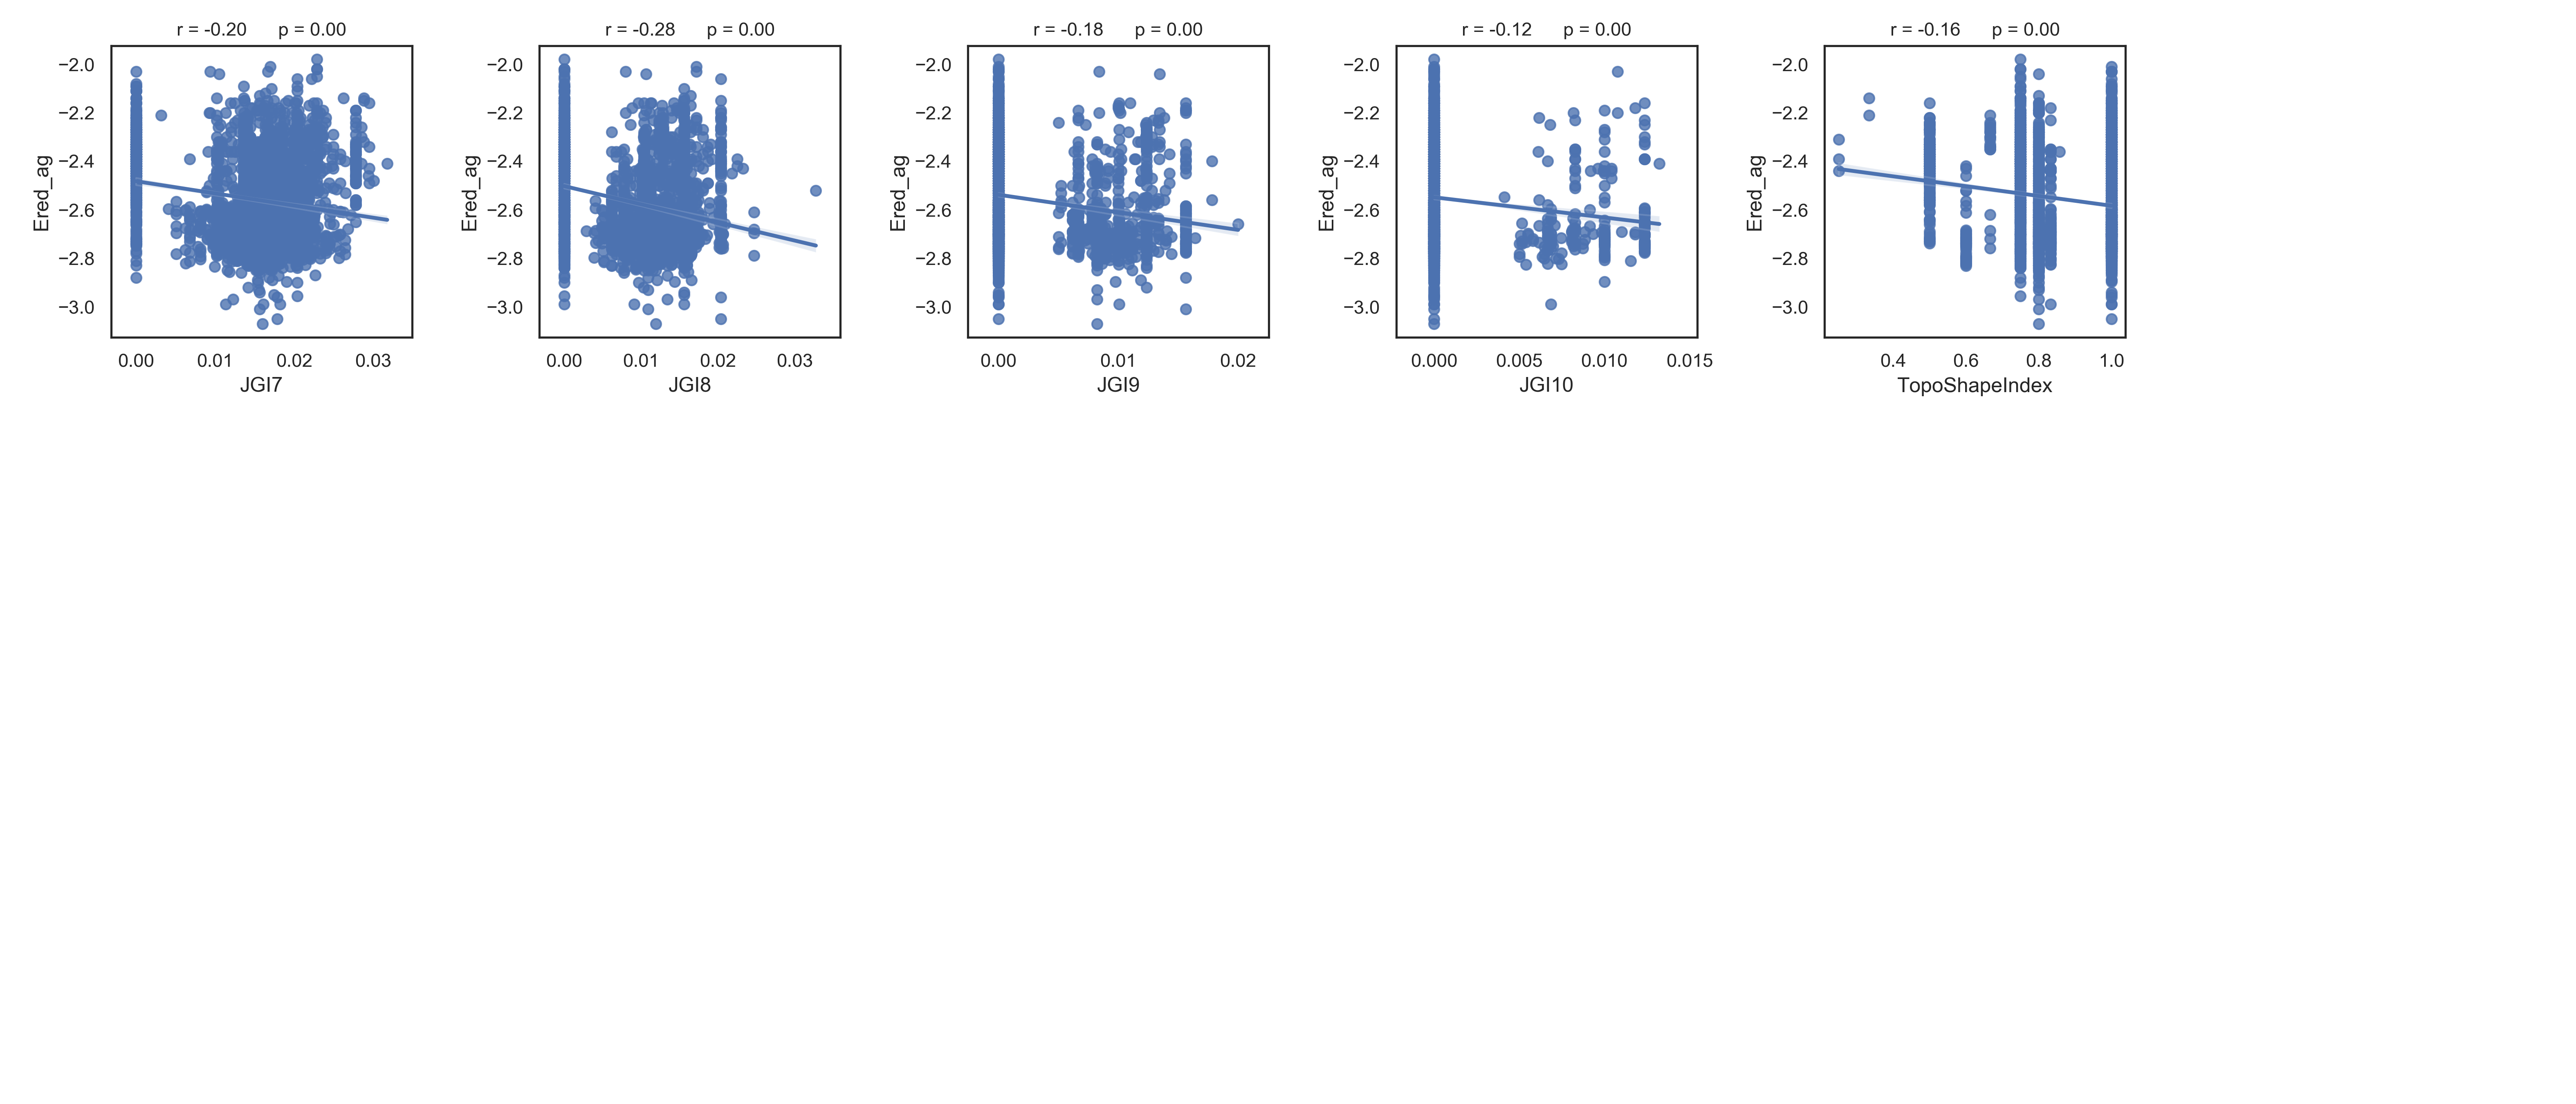 r = -0.20 p = 0.00
−2.0
−2.2
−2.4
−2.6
−2.8
−3.0
Ered_ag
0.00 0.01 0.02 0.03
JGI7
r = -0.28 p = 0.00
−2.0
−2.2
−2.4
−2.6
−2.8
−3.0
Ered_ag
0.00 0.01 0.02 0.03
JGI8
r = -0.18 p = 0.00
−2.0
−2.2
−2.4
−2.6
−2.8
−3.0
Ered_ag
0.00 0.01 0.02
JGI9
r = -0.12 p = 0.00
−2.0
−2.2
−2.4
−2.6
−2.8
−3.0
Ered_ag
0.000 0.005 0.010 0.015
JGI10
r = -0.16 p = 0.00
−2.0
−2.2
−2.4
−2.6
−2.8
−3.0
Ered_ag
0.4 0.6 0.8 1.0
TopoShapeIndex